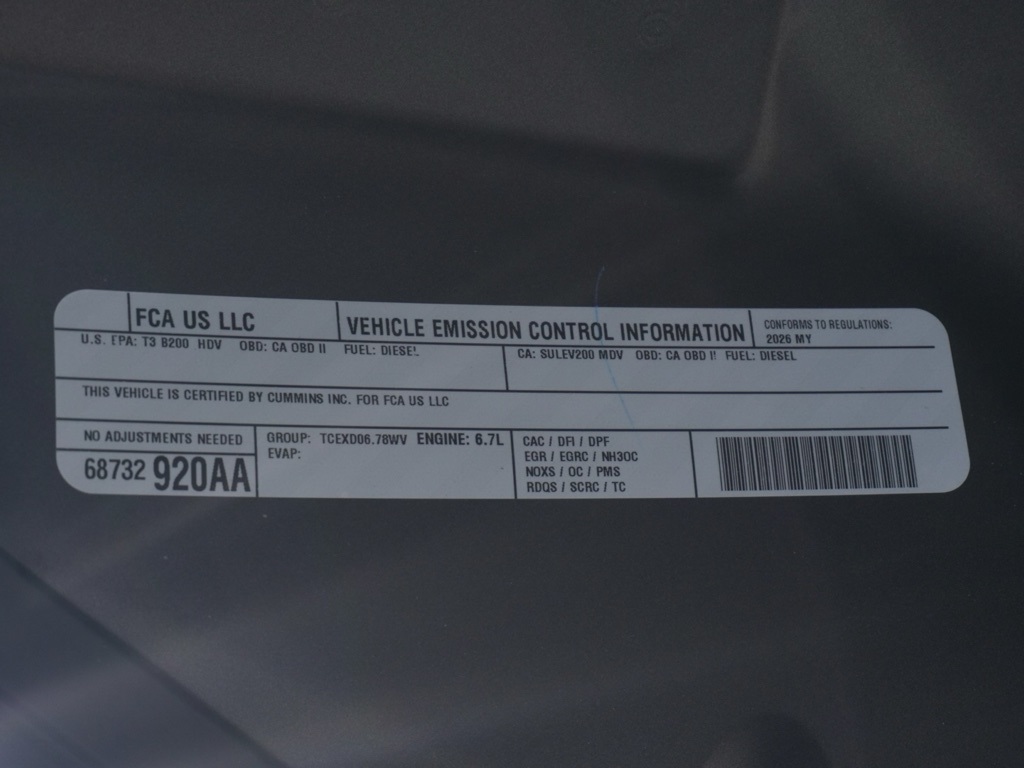 FCA US LLC
VEHICLE EMISSION CONTROL INFORMATION
CONFORMS TO REGULATIONS:
2026 MY
U.S. EPA: T3 B200 HDV OBD: CA OBD II FUEL: DIESEL
CA: SULEV200 MDV OBD: CA OBD II FUEL: DIESEL
THIS VEHICLE IS CERTIFIED BY CUMMINS INC. FOR FCA US LLC
NO ADJUSTMENTS NEEDED
68732 920AA
GROUP: TCEXD06.78WV ENGINE: 6.7L
EVAP:
CAC / DFI / DPF
EGR / EGRC / NH3OC
NOXS / OC / PMS
RDQS / SCRC / TC